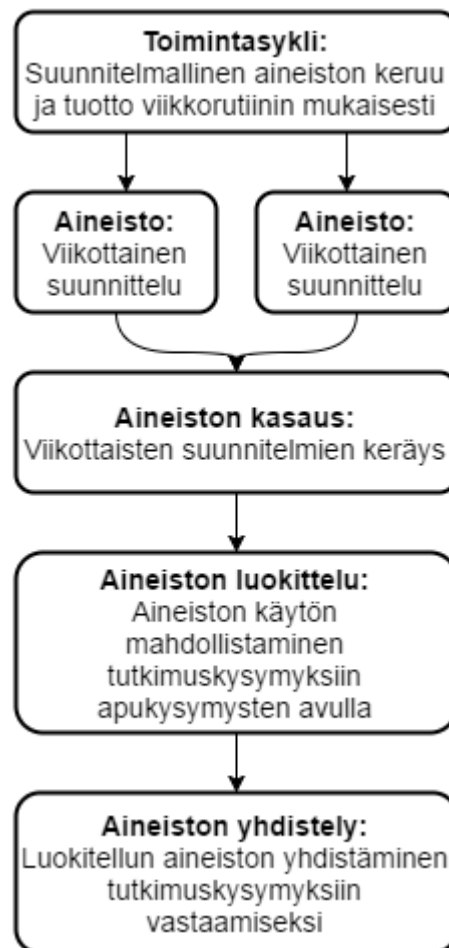 Toimintasykli:
Suunnitelmallinen aineiston keruu
ja tuotto viikkorutiinin mukaisesti
Aineisto:
Viikottainen
suunnittelu
Aineisto:
Viikottainen
suunnittelu
Aineiston kasaus:
Viikottaisten suunnitelmien keräys
Aineiston luokittelu:
Aineiston käytön
mahdollistaminen
tutkimuskysymyksiin
apukysymysten avulla
Aineiston yhdistely:
Luokitellun aineiston yhdistäminen
tutkimuskysymyksiin
vastaamiseksi